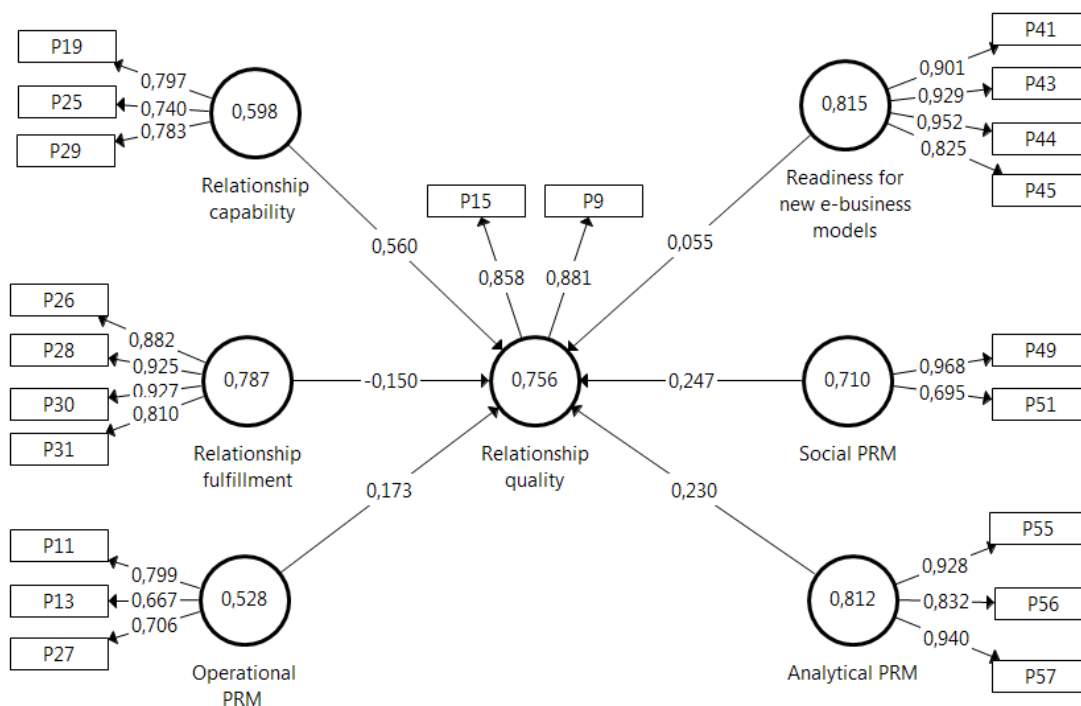 P19
P25
P29
0,797
0,740
0,783
0,598
Relationship
capability
0,560
P41
P43
P44
P45
0,901
0,929
0,952
0,825
0,815
Readiness for
new e-business
models
0,055
P15
P9
0,858
0,881
0,756
Relationship
quality
P26
P28
P30
P31
0,882
0,925
0,927
0,810
0,787
Relationship
fulfillment
-0,150
P49
P51
0,968
0,695
0,710
Social PRM
0,247
P11
P13
P27
0,799
0,667
0,706
0,528
Operational
PRM
0,173
P55
P56
P57
0,928
0,832
0,940
0,812
Analytical PRM
0,230